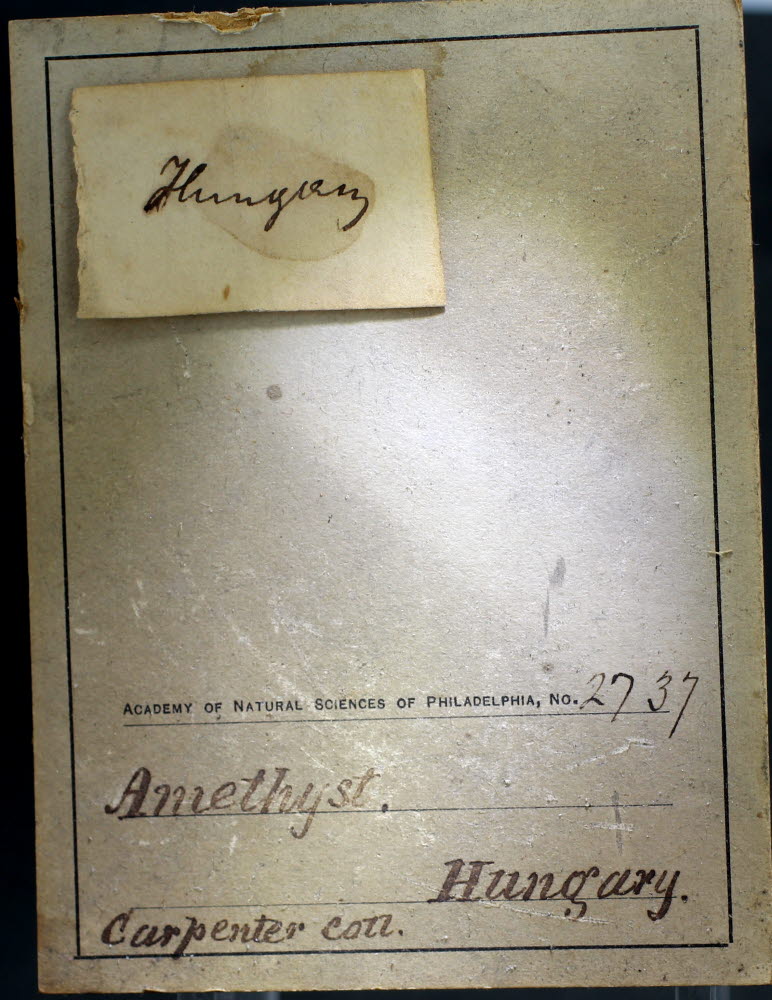 Hungary
ACADEMY OF NATURAL SCIENCES OF PHILADELPHIA, NO. 2737
Amethyst.
Hungary.
Carpenter coll.